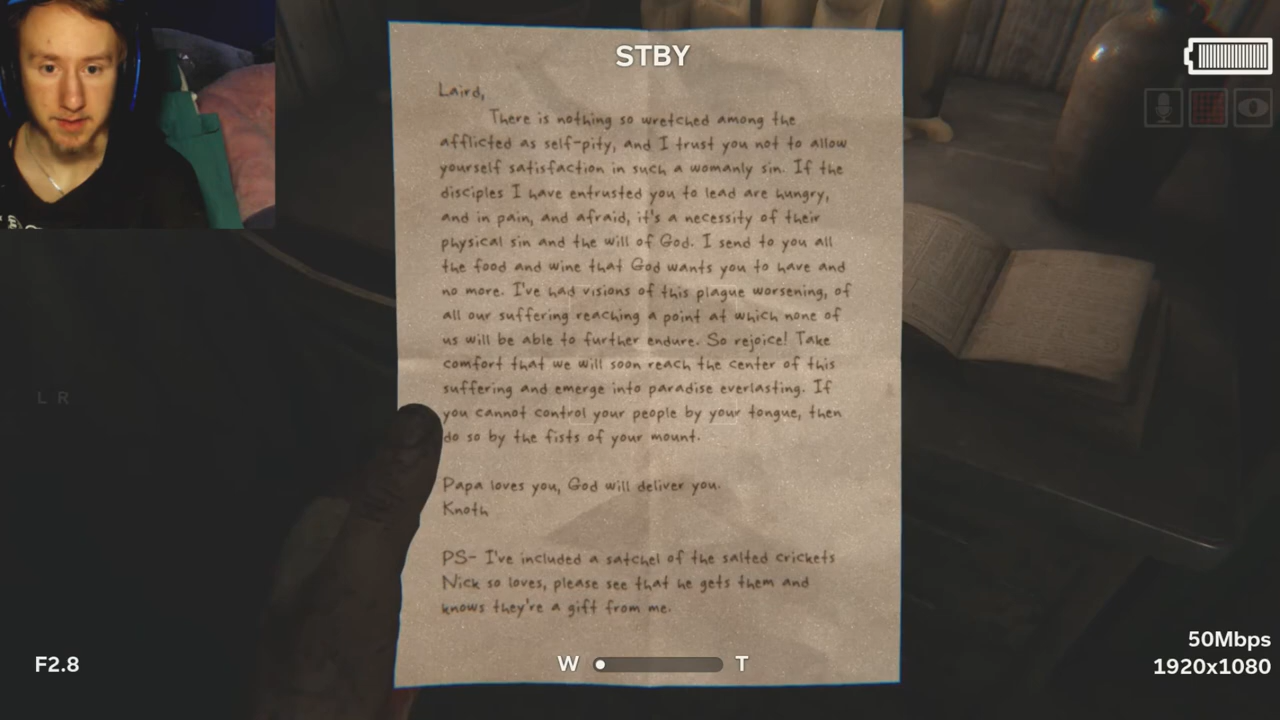 STBY
Laird,
There is nothing so wretched among the
afflicted as self-pity, and I trust you not to allow
yourself satisfaction in such a womanly sin. If the
disciples I have entrusted you to lead are hungry,
and in pain, and afraid, it's a necessity of their
physical sin and the will of God. I send to you all
the food and wine that God wants you to have and
no more. I've had visions of this plague worsening, of
all our suffering reaching a point at which none of
us will be able to further endure. So rejoice! Take
comfort that we will soon reach the center of this
suffering and emerge into paradise everlasting. If
you cannot control your people by your tongue, then
do so by the fists of your mount.
Papa loves you, God will deliver you.
Knoth
PS- I've included a satchel of the salted crickets
Nick so loves, please see that he gets them and
knows they're a gift from me.
L R
F2.8
W T
50Mbps
1920x1080